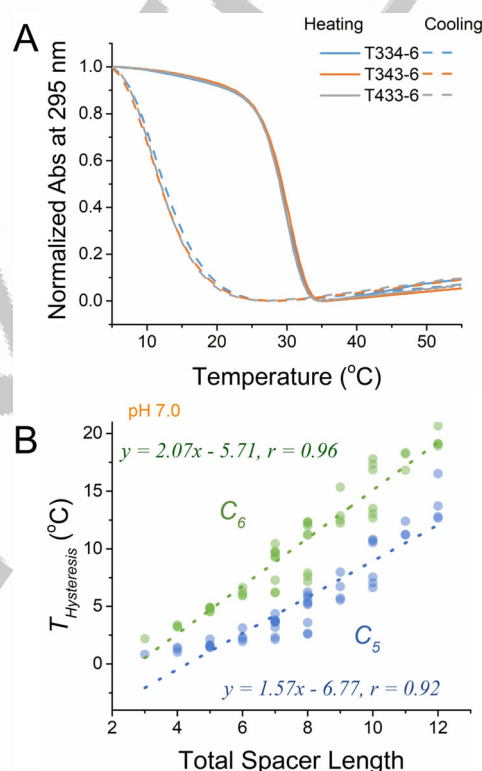 A
Heating Cooling
T334-6
T343-6
T433-6
Normalized Abs at 295 nm
1.0
0.8
0.6
0.4
0.2
0.0
10 20 30 40 50
Temperature (°C)
B
pH 7.0
y = 2.07x - 5.71, r = 0.96
C6
C5
y = 1.57x - 6.77, r = 0.92
THysteresis (°C)
20
15
10
5
0
2 4 6 8 10 12
Total Spacer Length